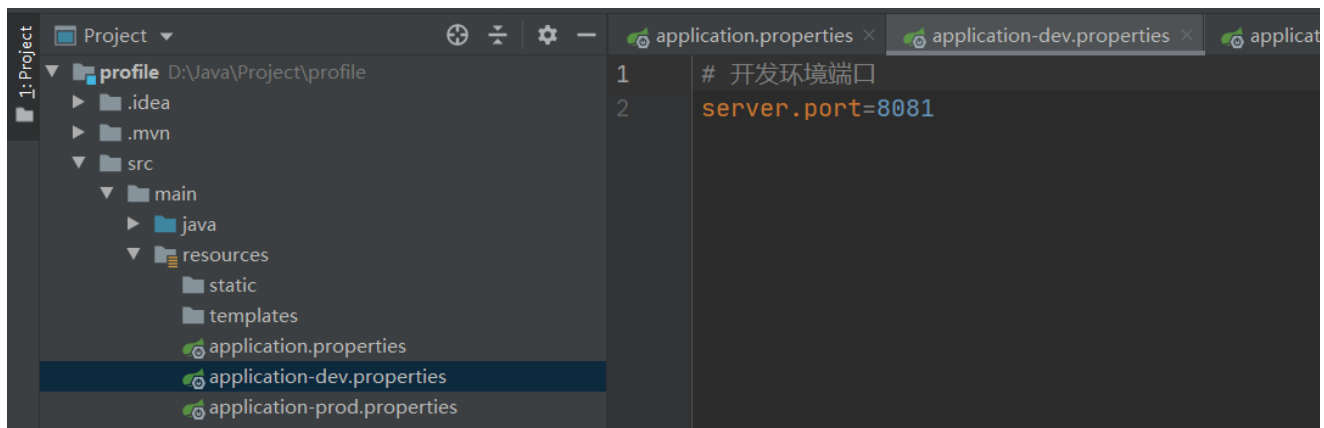 1: Project
Project
profile D:\Java\Project\profile
.idea
.mvn
src
main
java
resources
static
templates
application.properties
application-dev.properties
application-prod.properties
application.properties
application-dev.properties
applicat
1 # 开发环境端口
2 server.port=8081